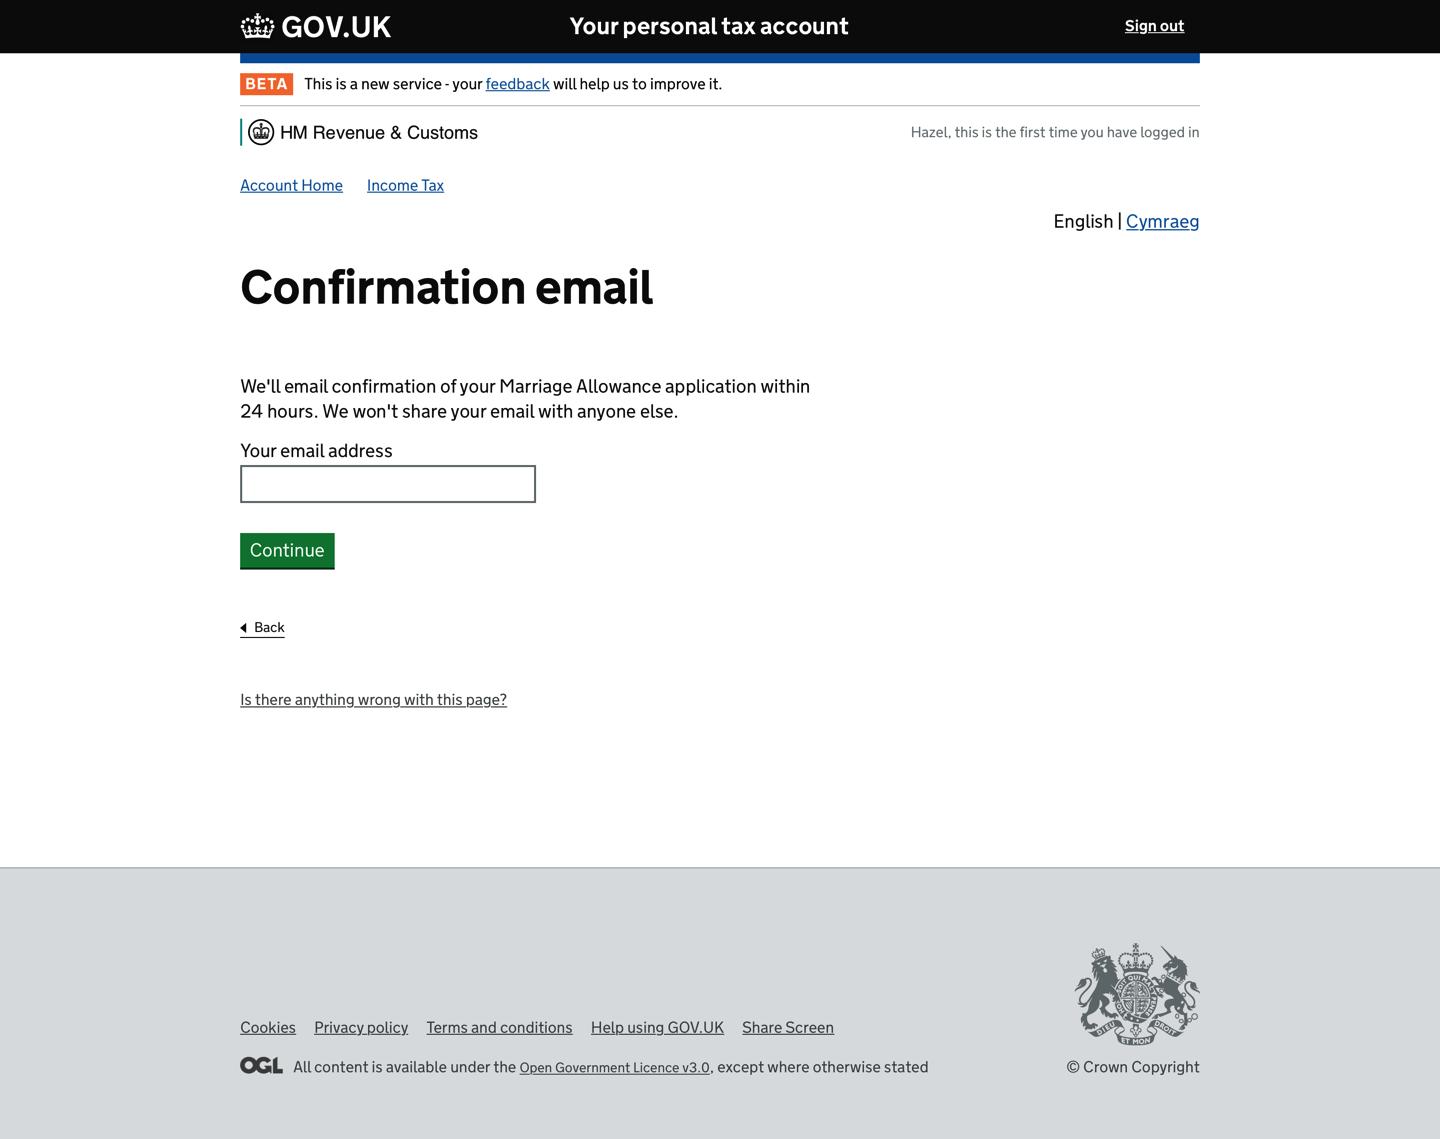 GOV.UK Your personal tax account Sign out
BETA This is a new service - your feedback will help us to improve it.
HM Revenue & Customs Hazel, this is the first time you have logged in
Account Home Income Tax
English | Cymraeg
Confirmation email
We'll email confirmation of your Marriage Allowance application within
24 hours. We won't share your email with anyone else.
Your email address
Continue
Back
Is there anything wrong with this page?
Cookies Privacy policy Terms and conditions Help using GOV.UK Share Screen
DIEU ET MON DROIT
OGL All content is available under the Open Government Licence v3.0, except where otherwise stated
© Crown Copyright